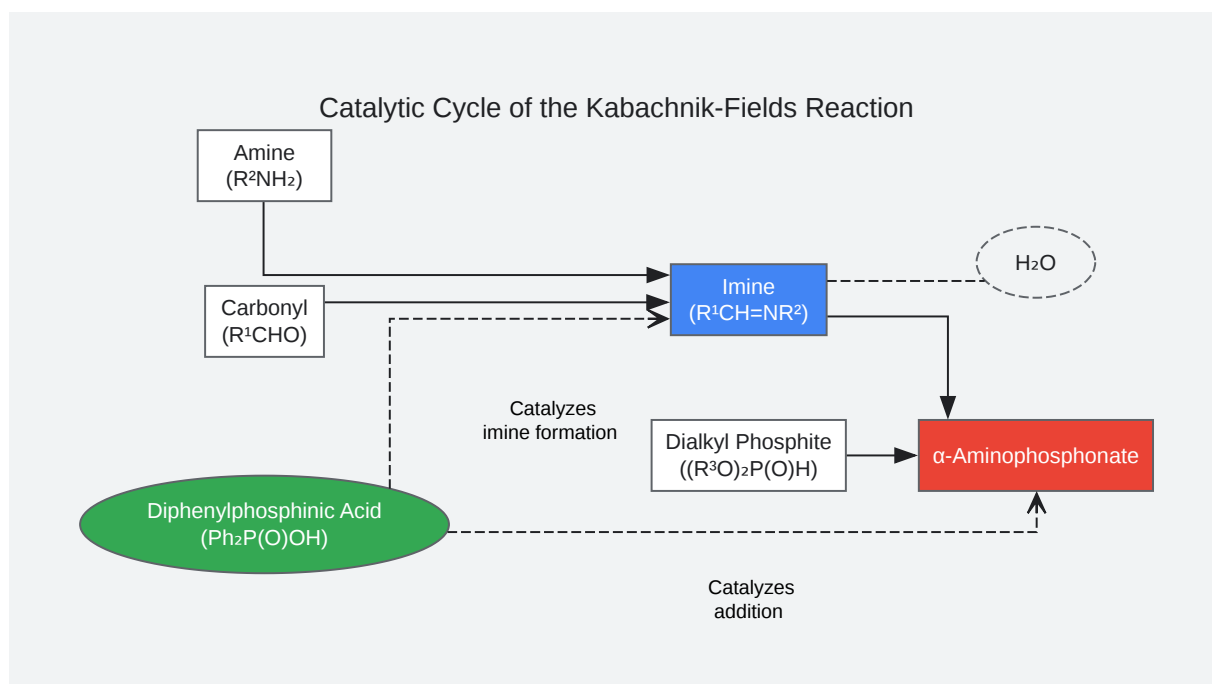 Catalytic Cycle of the Kabachnik-Fields Reaction
Amine
(R²NH₂)
H₂O
Carbonyl
(R¹CHO)
Imine
(R¹CH=NR²)
Catalyzes
imine formation
Dialkyl Phosphite
((R³O)₂P(O)H)
α-Aminophosphonate
Diphenylphosphinic Acid
(Ph₂P(O)OH)
Catalyzes
addition